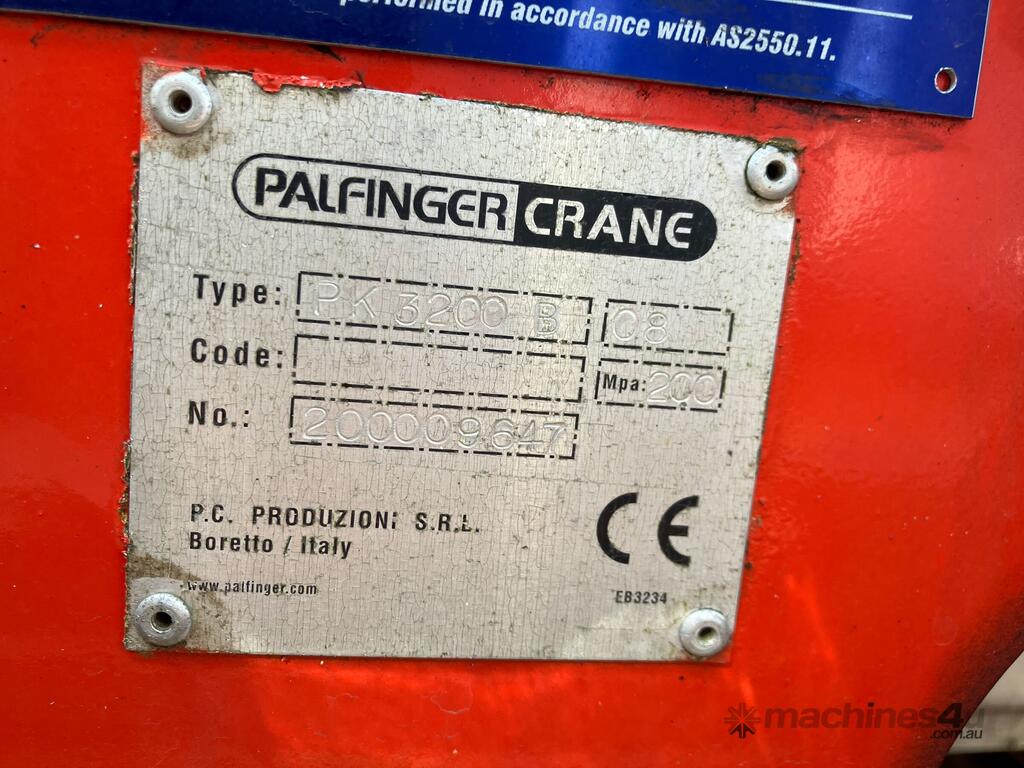 performed in accordance with AS2550.11.
PALFINGER CRANE
Type: PK 3200 B 08
Code: Mpa: 200
No.: 200009647
P.C. PRODUZIONI S.R.L.
Boretto / Italy
CE
www.palfinger.com
EB3234
machines4u
.com.au